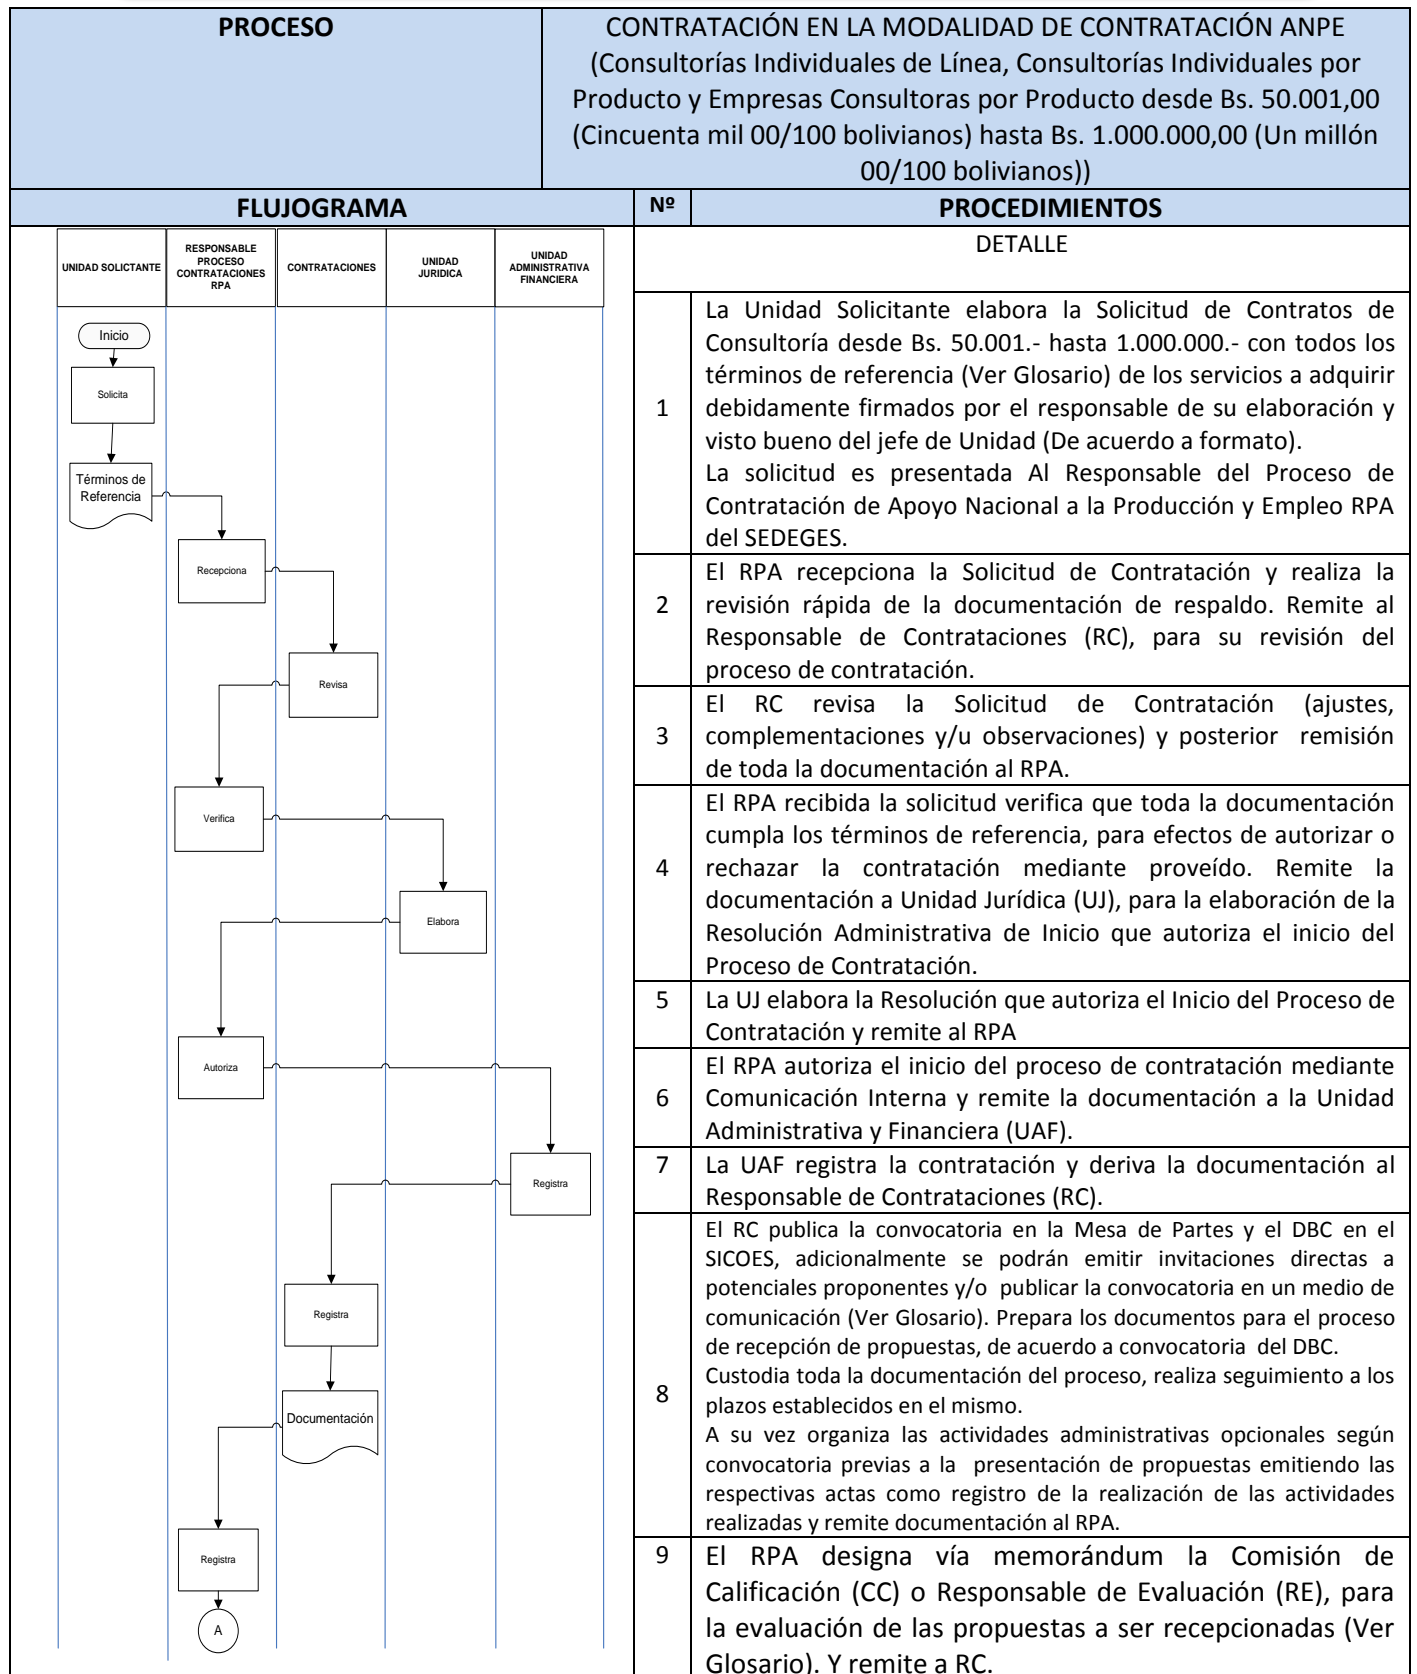 PROCESO
CONTRATACIÓN EN LA MODALIDAD DE CONTRATACIÓN ANPE
(Consultorías Individuales de Línea, Consultorías Individuales por
Producto y Empresas Consultoras por Producto desde Bs. 50.001,00
(Cincuenta mil 00/100 bolivianos) hasta Bs. 1.000.000,00 (Un millón
00/100 bolivianos))
FLUJOGRAMA
Nº
PROCEDIMIENTOS
UNIDAD SOLICTANTE
RESPONSABLE
PROCESO
CONTRATACIONES
RPA
CONTRATACIONES
UNIDAD
JURIDICA
UNIDAD
ADMINISTRATIVA
FINANCIERA
Inicio
Solicita
Términos de
Referencia
Recepciona
Revisa
Verifica
Elabora
Autoriza
Registra
Registra
Documentación
Registra
A
DETALLE
1
La Unidad Solicitante elabora la Solicitud de Contratos de
Consultoría desde Bs. 50.001.- hasta 1.000.000.- con todos los
términos de referencia (Ver Glosario) de los servicios a adquirir
debidamente firmados por el responsable de su elaboración y
visto bueno del jefe de Unidad (De acuerdo a formato).
La solicitud es presentada Al Responsable del Proceso de
Contratación de Apoyo Nacional a la Producción y Empleo RPA
del SEDEGES.
2
El RPA recepciona la Solicitud de Contratación y realiza la
revisión rápida de la documentación de respaldo. Remite al
Responsable de Contrataciones (RC), para su revisión del
proceso de contratación.
3
El RC revisa la Solicitud de Contratación (ajustes,
complementaciones y/u observaciones) y posterior remisión
de toda la documentación al RPA.
4
El RPA recibida la solicitud verifica que toda la documentación
cumpla los términos de referencia, para efectos de autorizar o
rechazar la contratación mediante proveído. Remite la
documentación a Unidad Jurídica (UJ), para la elaboración de la
Resolución Administrativa de Inicio que autoriza el inicio del
Proceso de Contratación.
5
La UJ elabora la Resolución que autoriza el Inicio del Proceso de
Contratación y remite al RPA
6
El RPA autoriza el inicio del proceso de contratación mediante
Comunicación Interna y remite la documentación a la Unidad
Administrativa y Financiera (UAF).
7
La UAF registra la contratación y deriva la documentación al
Responsable de Contrataciones (RC).
8
El RC publica la convocatoria en la Mesa de Partes y el DBC en el
SICOES, adicionalmente se podrán emitir invitaciones directas a
potenciales proponentes y/o publicar la convocatoria en un medio de
comunicación (Ver Glosario). Prepara los documentos para el proceso
de recepción de propuestas, de acuerdo a convocatoria del DBC.
Custodia toda la documentación del proceso, realiza seguimiento a los
plazos establecidos en el mismo.
A su vez organiza las actividades administrativas opcionales según
convocatoria previas a la presentación de propuestas emitiendo las
respectivas actas como registro de la realización de las actividades
realizadas y remite documentación al RPA.
9
El RPA designa vía memorándum la Comisión de
Calificación (CC) o Responsable de Evaluación (RE), para
la evaluación de las propuestas a ser recepcionadas (Ver
Glosario). Y remite a RC.